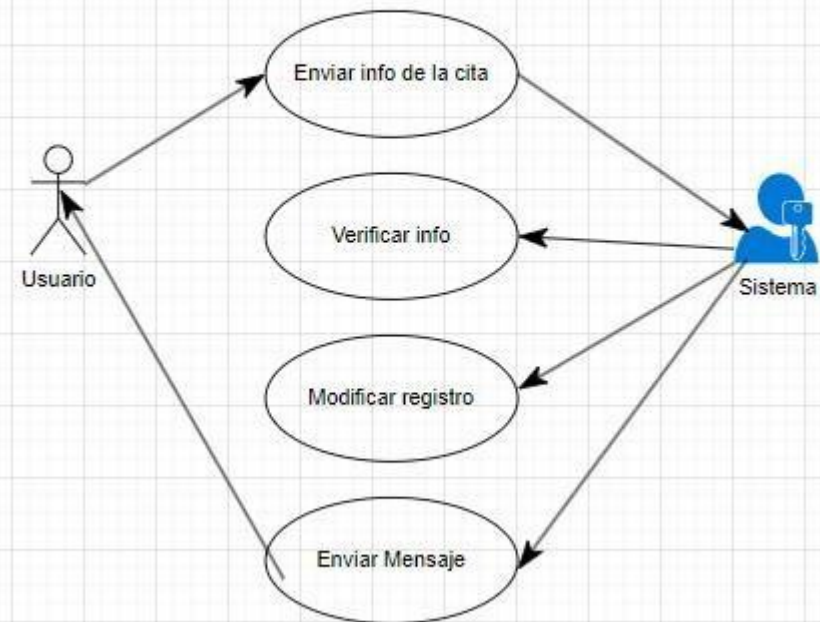 Enviar info de la cita
Verificar info
Usuario
Sistema
Modificar registro
Enviar Mensaje